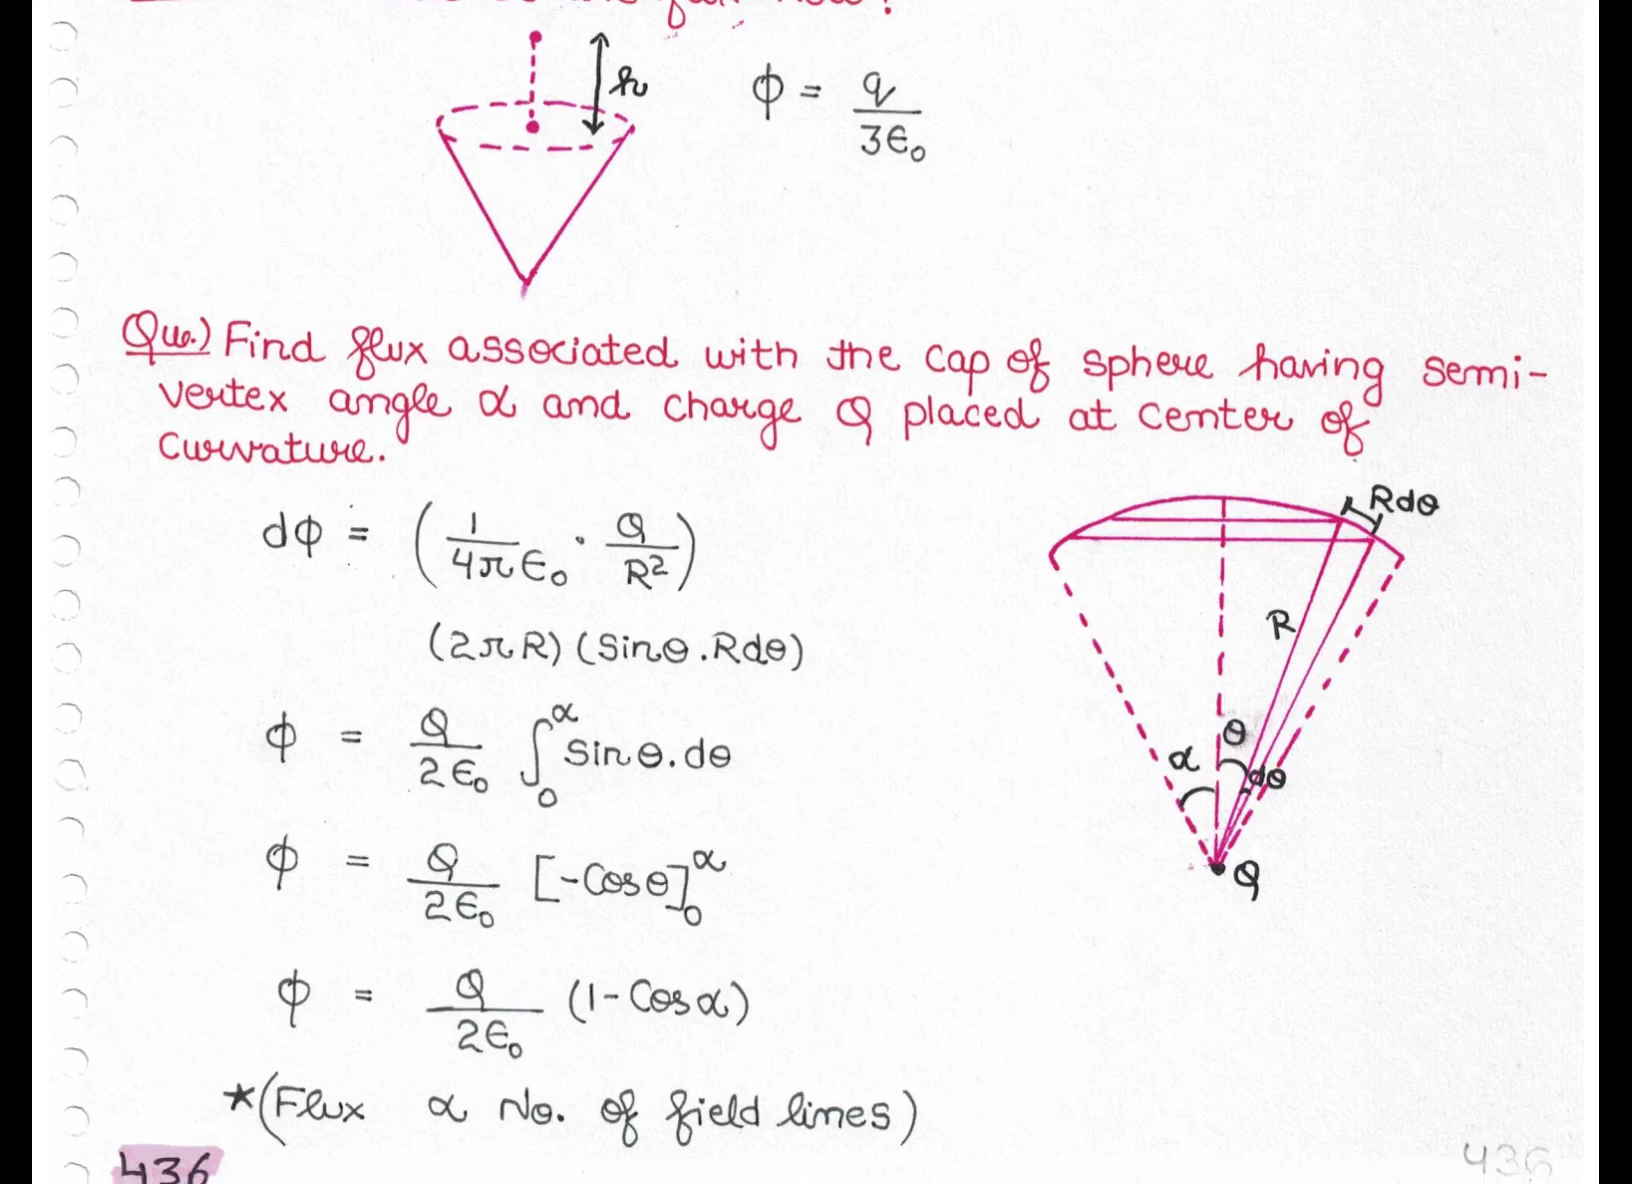 h
ϕ = q / 3ϵ₀
Que.) Find flux associated with the cap of sphere having semi-
vertex angle α and charge Q placed at center of
curvature.
Rdθ
dϕ = (1/4πϵ₀ · Q/R²)
(2πR) (Sinθ.Rdθ)
R
ϕ = Q/2ϵ₀ ∫₀^α Sinθ.dθ
θ
α
dθ
ϕ = Q/2ϵ₀ [-Cosθ]₀^α
Q
ϕ = Q/2ϵ₀ (1-Cosα)
*(Flux α No. of field lines)
436
436